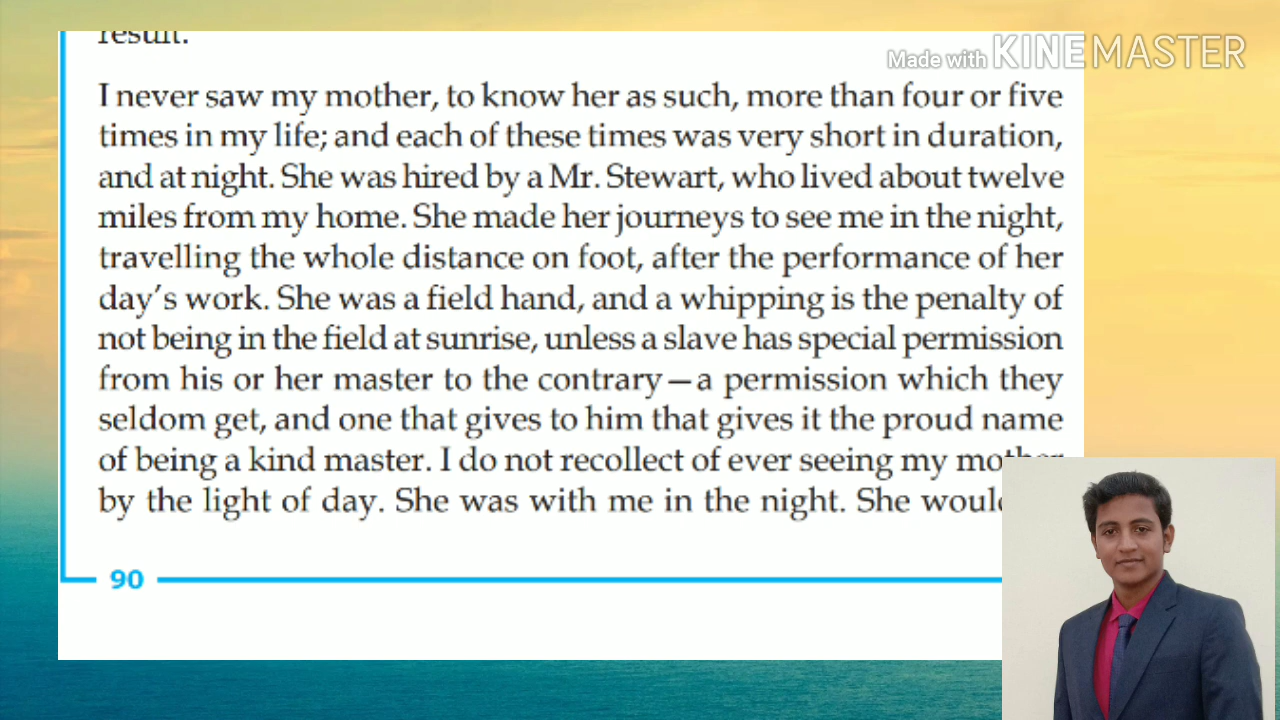 result.
Made with KINEMASTER
I never saw my mother, to know her as such, more than four or five
times in my life; and each of these times was very short in duration,
and at night. She was hired by a Mr. Stewart, who lived about twelve
miles from my home. She made her journeys to see me in the night,
travelling the whole distance on foot, after the performance of her
day's work. She was a field hand, and a whipping is the penalty of
not being in the field at sunrise, unless a slave has special permission
from his or her master to the contrary—a permission which they
seldom get, and one that gives to him that gives it the proud name
of being a kind master. I do not recollect of ever seeing my mother
by the light of day. She was with me in the night. She would
90